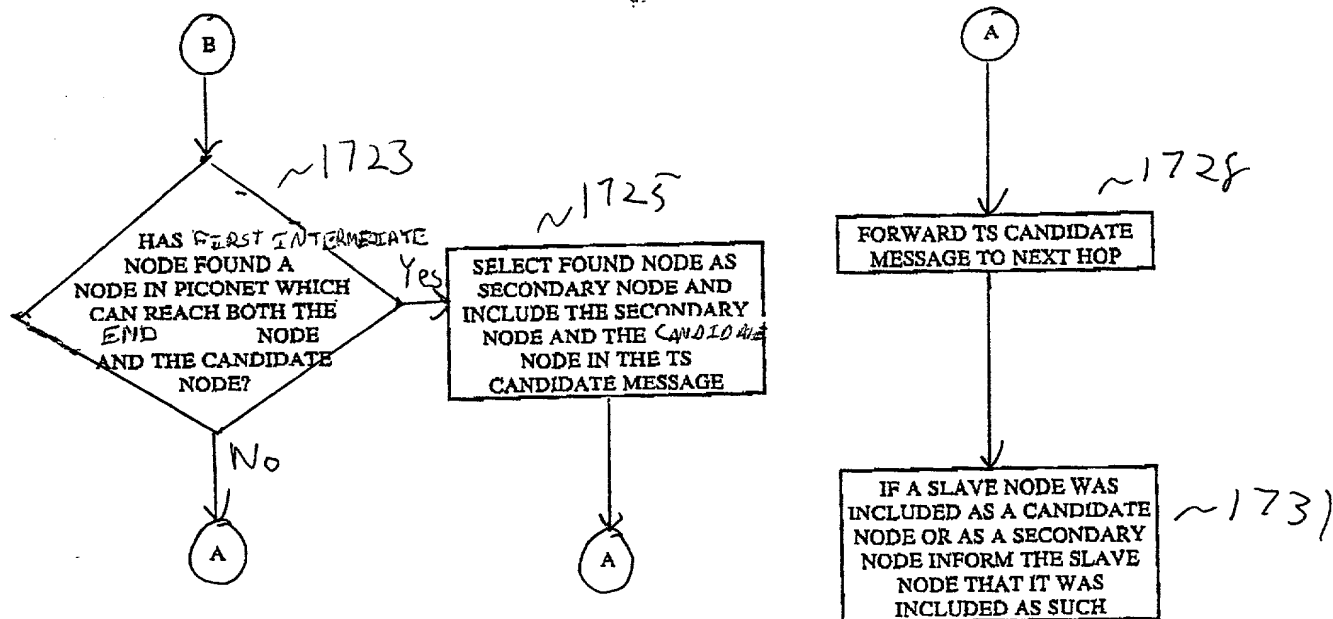 B
~1723
HAS FIRST INTERMEDIATE
NODE FOUND A
NODE IN PICONET WHICH
CAN REACH BOTH THE
END NODE
AND THE CANDIDATE
NODE?
Yes
No
A
~1725
SELECT FOUND NODE AS
SECONDARY NODE AND
INCLUDE THE SECONDARY
NODE AND THE CANDIDATE
NODE IN THE TS
CANDIDATE MESSAGE
A
A
~1728
FORWARD TS CANDIDATE
MESSAGE TO NEXT HOP
IF A SLAVE NODE WAS
INCLUDED AS A CANDIDATE
NODE OR AS A SECONDARY
NODE INFORM THE SLAVE
NODE THAT IT WAS
INCLUDED AS SUCH
~1731